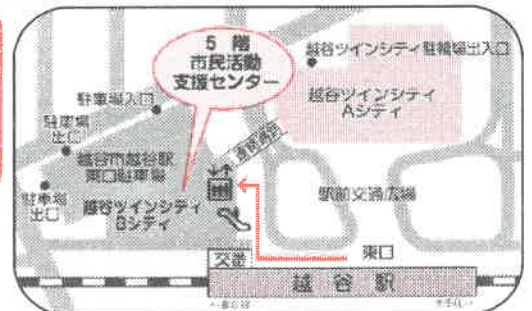 5 階
市民活動
支援センター
越谷ツインシティ駐輪場出入口
越谷ツインシティ
Aシティ
駐車場入口
駐車場
出口
越谷市越谷駅
東口駐車場
駐車場
出口
越谷ツインシティ
Bシティ
駅前交通広場
交番
東口
越 谷 駅